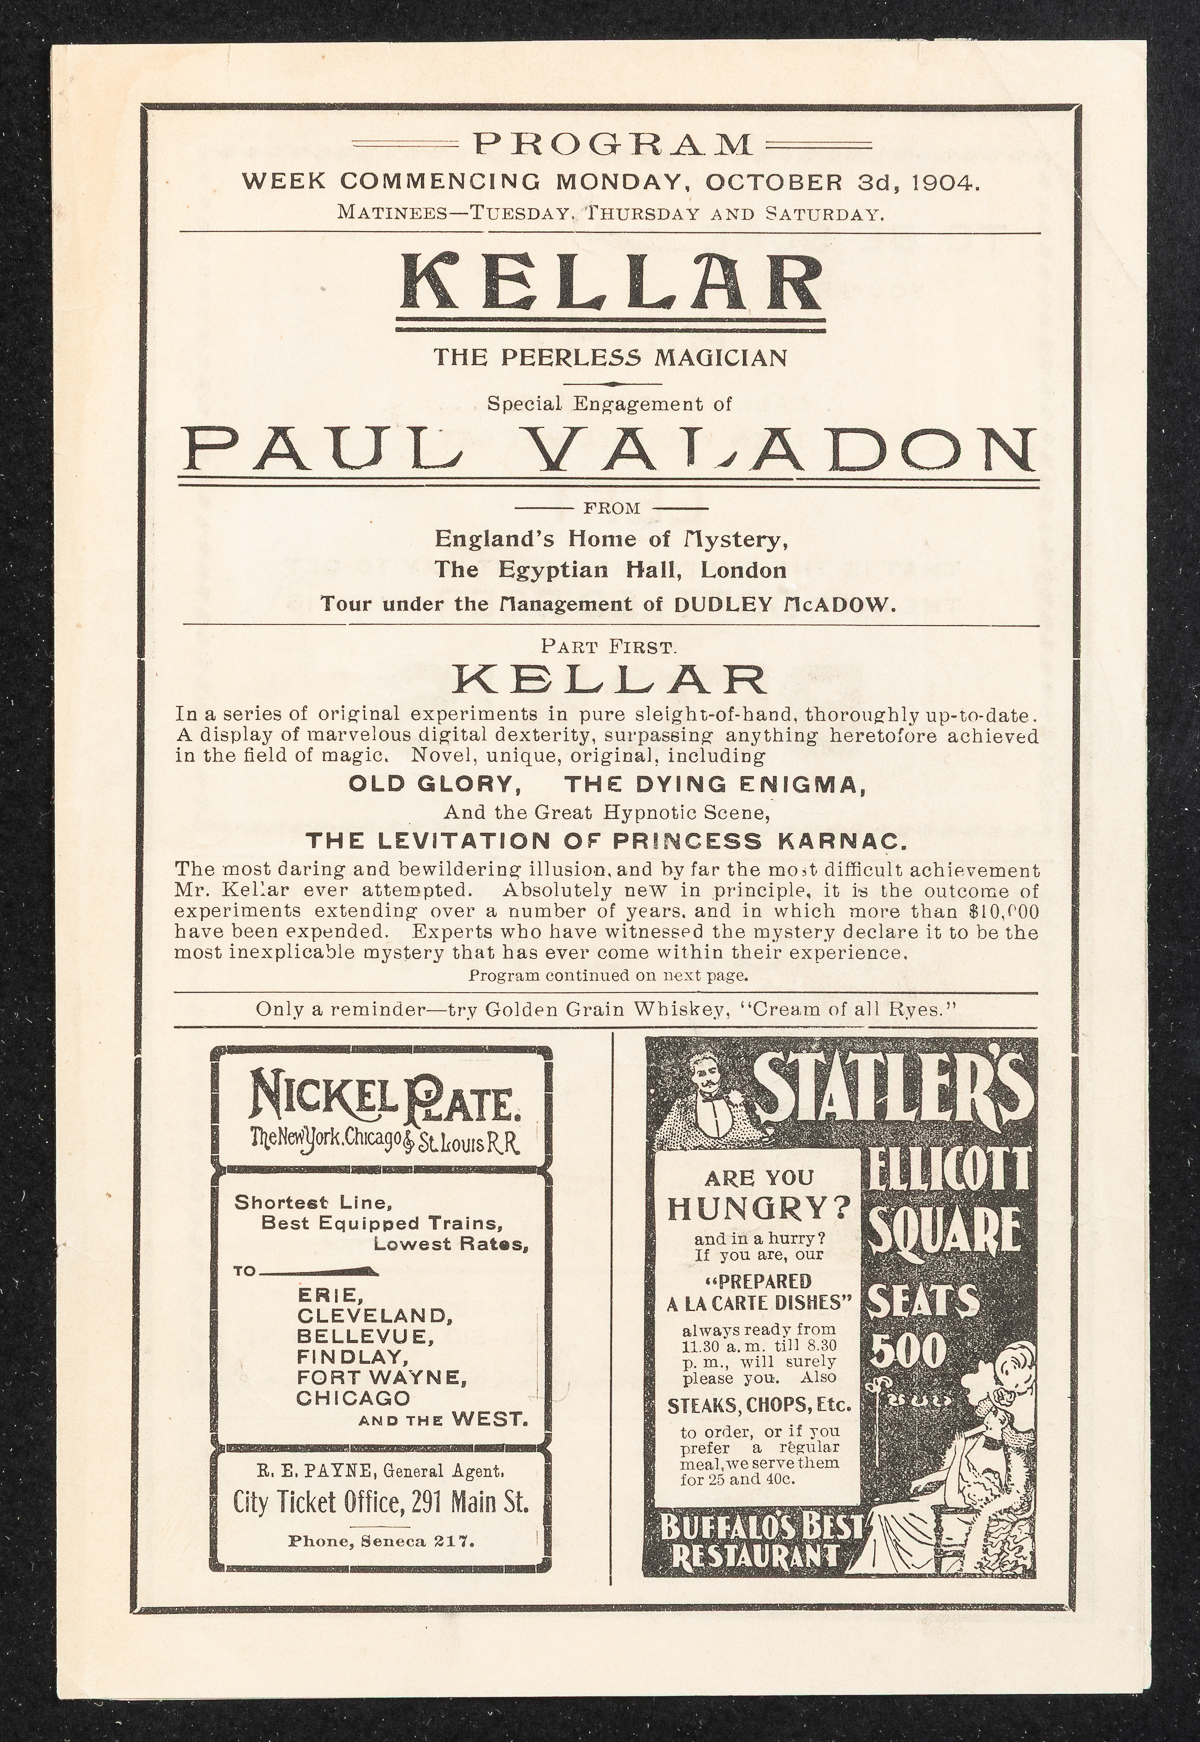 PROGRAM
WEEK COMMENCING MONDAY, OCTOBER 3d, 1904.
MATINEES—TUESDAY, THURSDAY AND SATURDAY.
KELLAR
THE PEERLESS MAGICIAN
Special Engagement of
PAUL VALADON
FROM
England's Home of Mystery,
The Egyptian Hall, London
Tour under the Management of DUDLEY McADOW.
PART FIRST.
KELLAR
In a series of original experiments in pure sleight-of-hand, thoroughly up-to-date.
A display of marvelous digital dexterity, surpassing anything heretofore achieved
in the field of magic. Novel, unique, original, including
OLD GLORY, THE DYING ENIGMA,
And the Great Hypnotic Scene,
THE LEVITATION OF PRINCESS KARNAC.
The most daring and bewildering illusion, and by far the most difficult achievement
Mr. Kellar ever attempted. Absolutely new in principle, it is the outcome of
experiments extending over a number of years, and in which more than $10,000
have been expended. Experts who have witnessed the mystery declare it to be the
most inexplicable mystery that has ever come within their experience.
Program continued on next page.
Only a reminder—try Golden Grain Whiskey, "Cream of all Ryes."
NICKEL PLATE.
The New York, Chicago & St. Louis R.R.
Shortest Line,
Best Equipped Trains,
Lowest Rates,
TO
ERIE,
CLEVELAND,
BELLEVUE,
FINDLAY,
FORT WAYNE,
CHICAGO
AND THE WEST.
R. E. PAYNE, General Agent,
City Ticket Office, 291 Main St.
Phone, Seneca 217.
STATLER'S
ELLICOTT
SQUARE
SEATS
500
ARE YOU
HUNGRY?
and in a hurry?
If you are, our
"PREPARED
A LA CARTE DISHES"
always ready from
11.30 a.m. till 8.30
p. m., will surely
please you. Also
STEAKS, CHOPS, Etc.
to order, or if you
prefer a regular
meal, we serve them
for 25 and 40c.
BUFFALO'S BEST
RESTAURANT